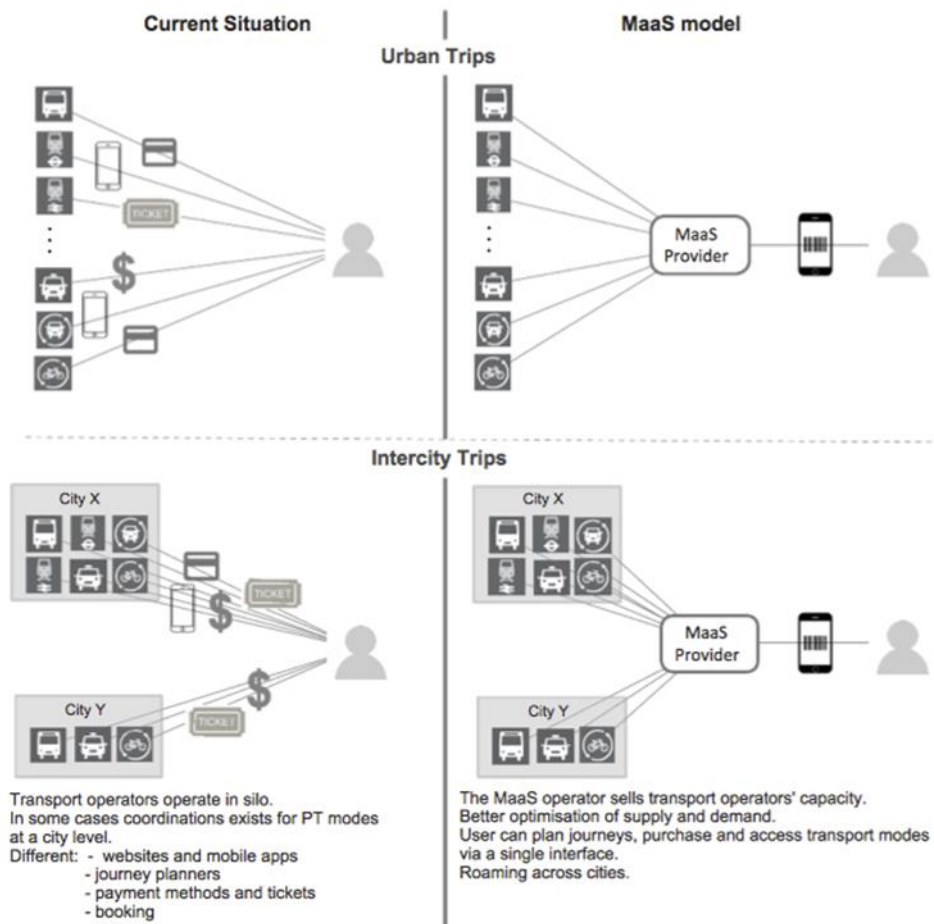 Current Situation
MaaS model
Urban Trips
TICKET
MaaS
Provider
Intercity Trips
City X
TICKET
City Y
TICKET
City X
MaaS
Provider
City Y
Transport operators operate in silo.
In some cases coordinations exists for PT modes
at a city level.
Different: - websites and mobile apps
- journey planners
- payment methods and tickets
- booking
The MaaS operator sells transport operators' capacity.
Better optimisation of supply and demand.
User can plan journeys, purchase and access transport modes
via a single interface.
Roaming across cities.